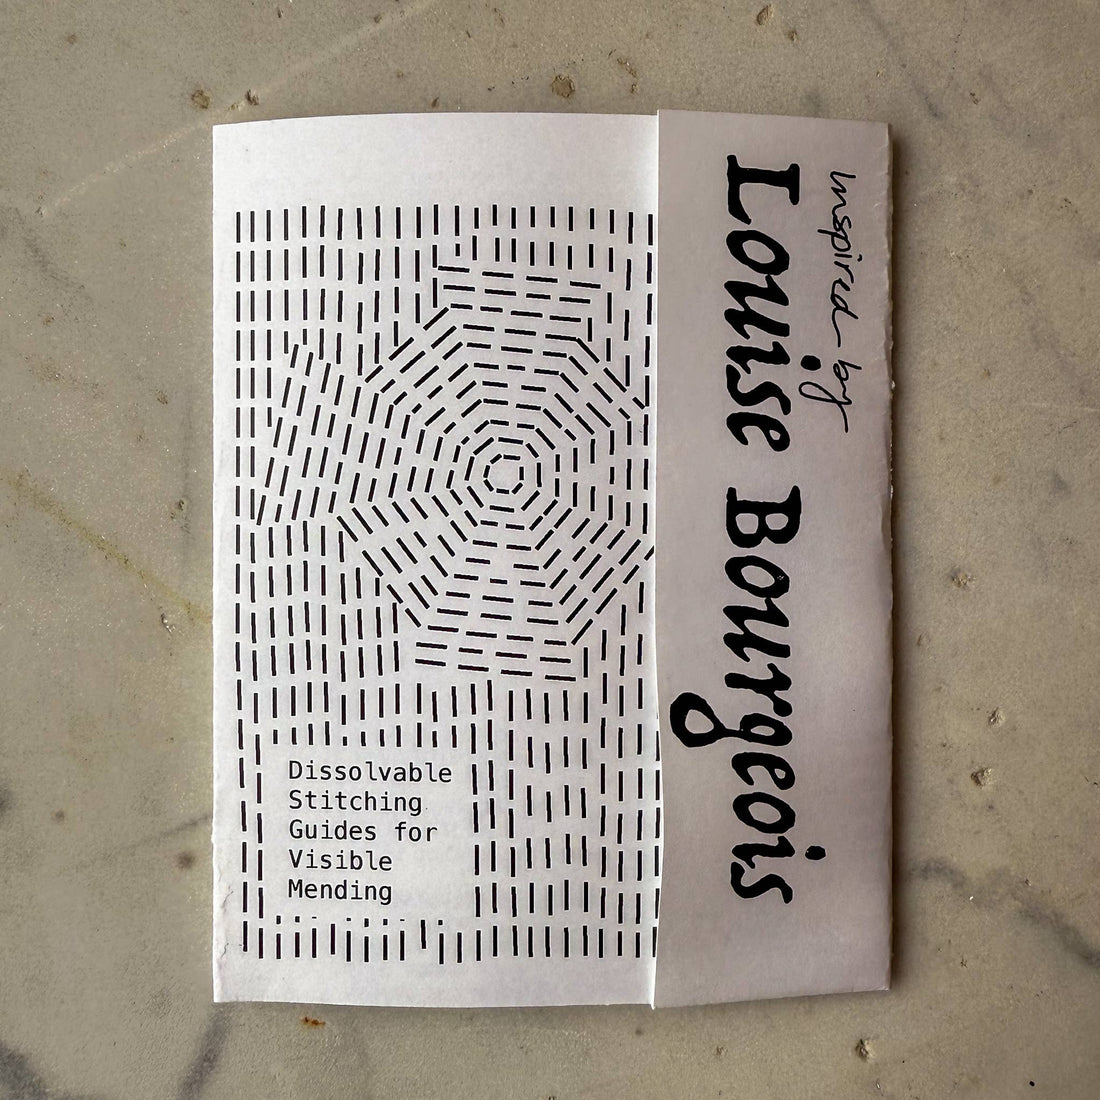 Inspired by
Louise Bourgeois
Dissolvable
Stitching
Guides for
Visible
Mending